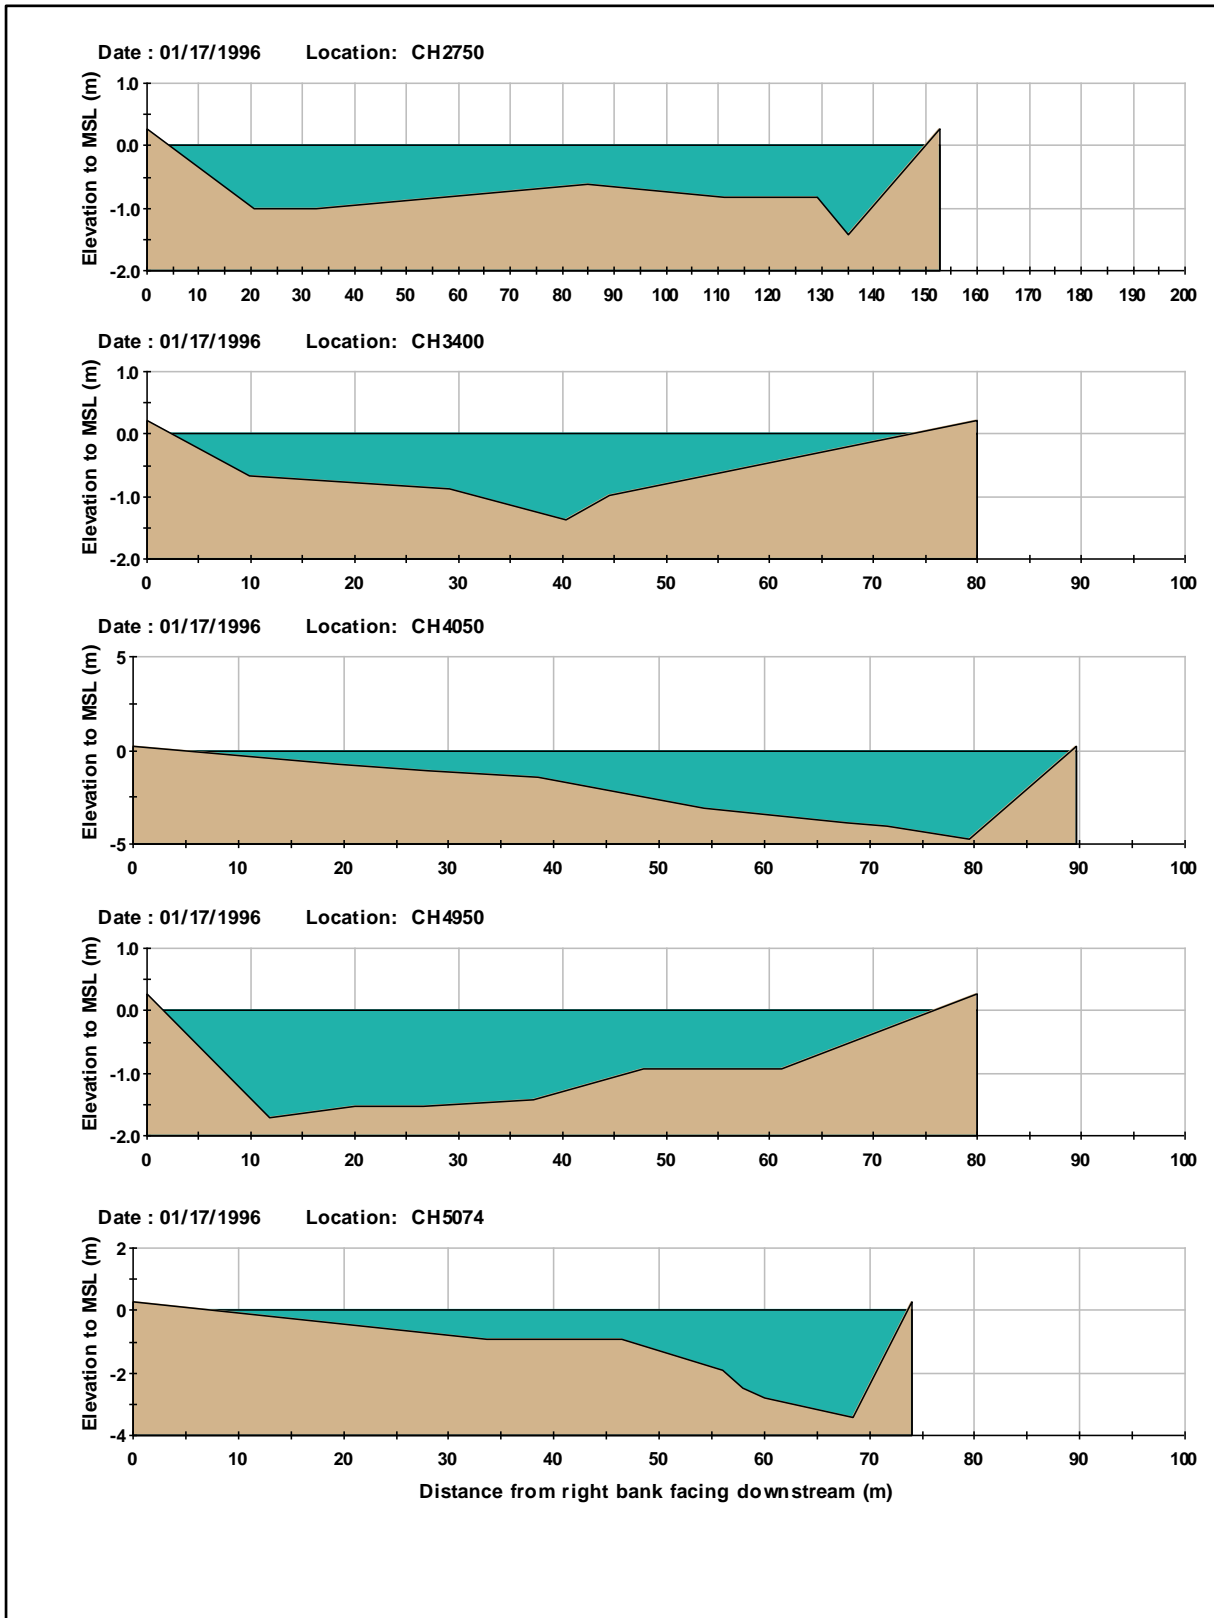 Date : 01/17/1996 Location: CH2750
Elevation to MSL (m)
1.0
0.0
-1.0
-2.0
0 10 20 30 40 50 60 70 80 90 100 110 120 130 140 150 160 170 180 190 200
Date : 01/17/1996 Location: CH3400
Elevation to MSL (m)
1.0
0.0
-1.0
-2.0
0 10 20 30 40 50 60 70 80 90 100
Date : 01/17/1996 Location: CH4050
Elevation to MSL (m)
5
0
-5
0 10 20 30 40 50 60 70 80 90 100
Date : 01/17/1996 Location: CH4950
Elevation to MSL (m)
1.0
0.0
-1.0
-2.0
0 10 20 30 40 50 60 70 80 90 100
Date : 01/17/1996 Location: CH5074
Elevation to MSL (m)
2
0
-2
-4
0 10 20 30 40 50 60 70 80 90 100
Distance from right bank facing downstream (m)